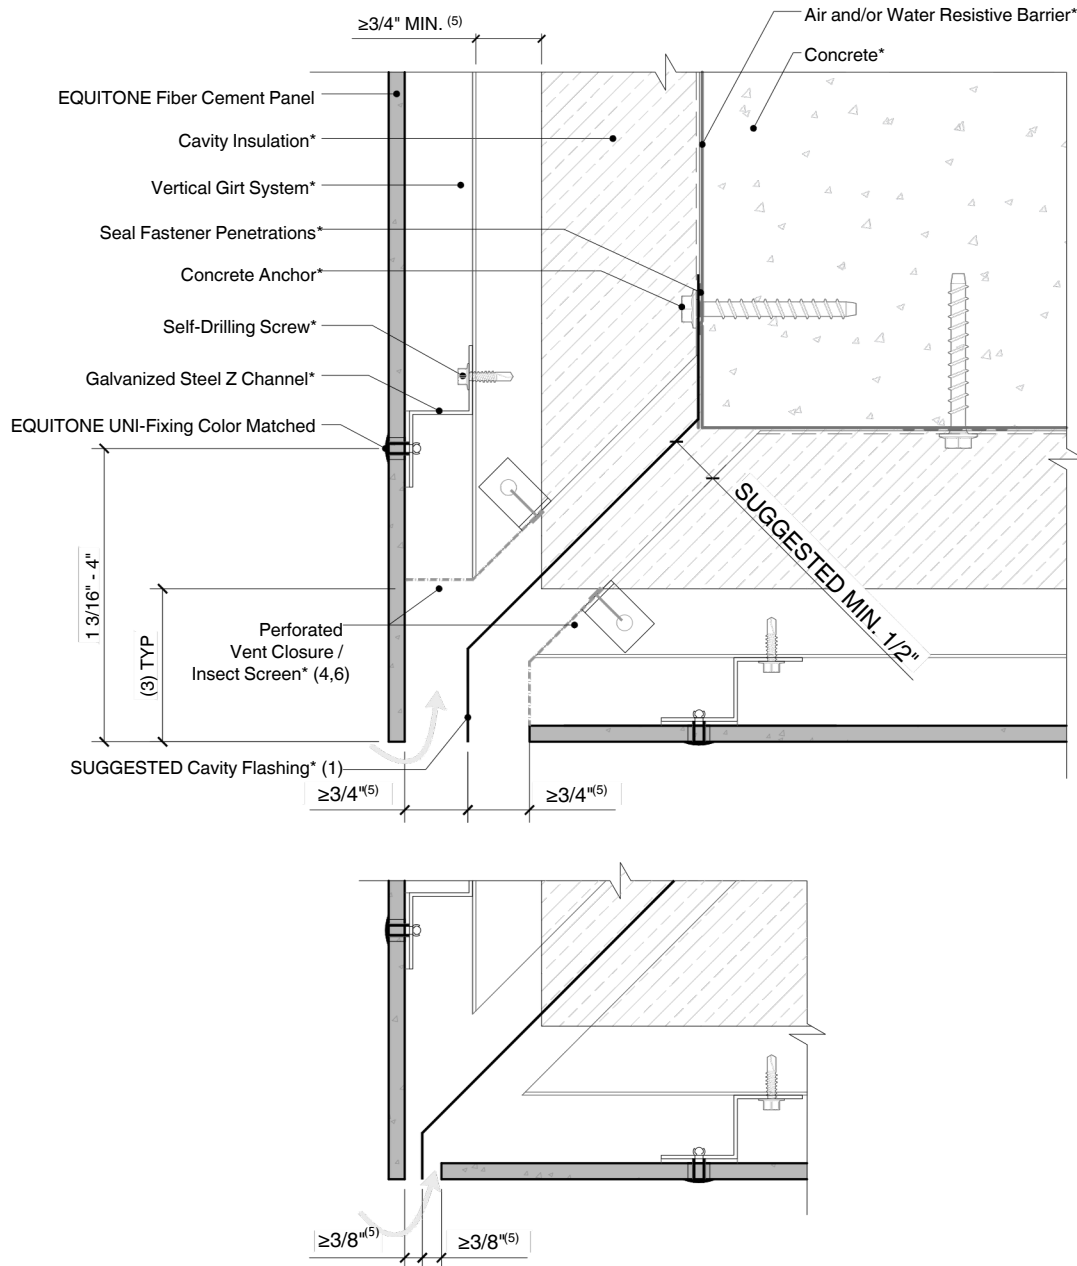 ≥3/4" MIN. (5)
Air and/or Water Resistive Barrier*
Concrete*
EQUITONE Fiber Cement Panel
Cavity Insulation*
Vertical Girt System*
Seal Fastener Penetrations*
Concrete Anchor*
Self-Drilling Screw*
Galvanized Steel Z Channel*
EQUITONE UNI-Fixing Color Matched
SUGGESTED MIN. 1/2"
1 3/16" - 4"
(3) TYP
Perforated
Vent Closure /
Insect Screen* (4,6)
SUGGESTED Cavity Flashing* (1)
≥3/4"(5)
≥3/4"(5)
≥3/8"(5)
≥3/8"(5)